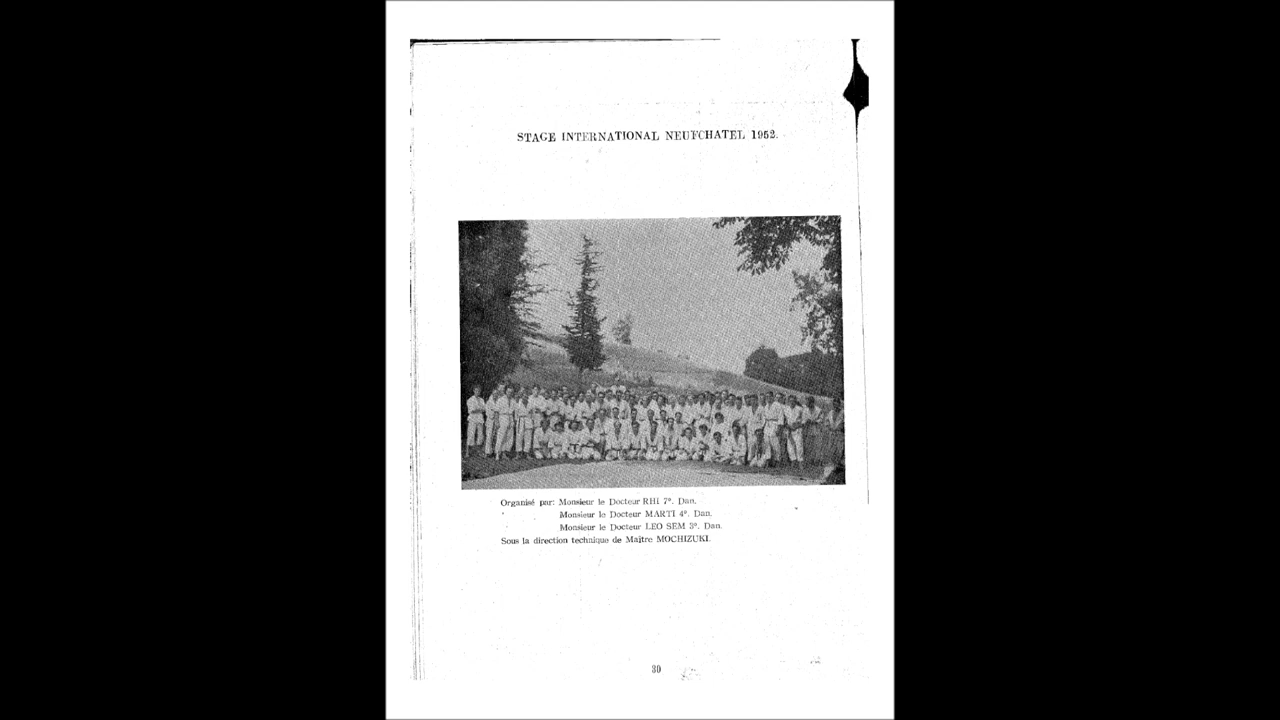 STAGE INTERNATIONAL NEUFCHATEL 1952.
Organisé par: Monsieur le Docteur RHI 7°. Dan.
Monsieur le Docteur MARTI 4°. Dan.
Monsieur le Docteur LEO SEM 3°. Dan.
Sous la direction technique de Maître MOCHIZUKI.
30